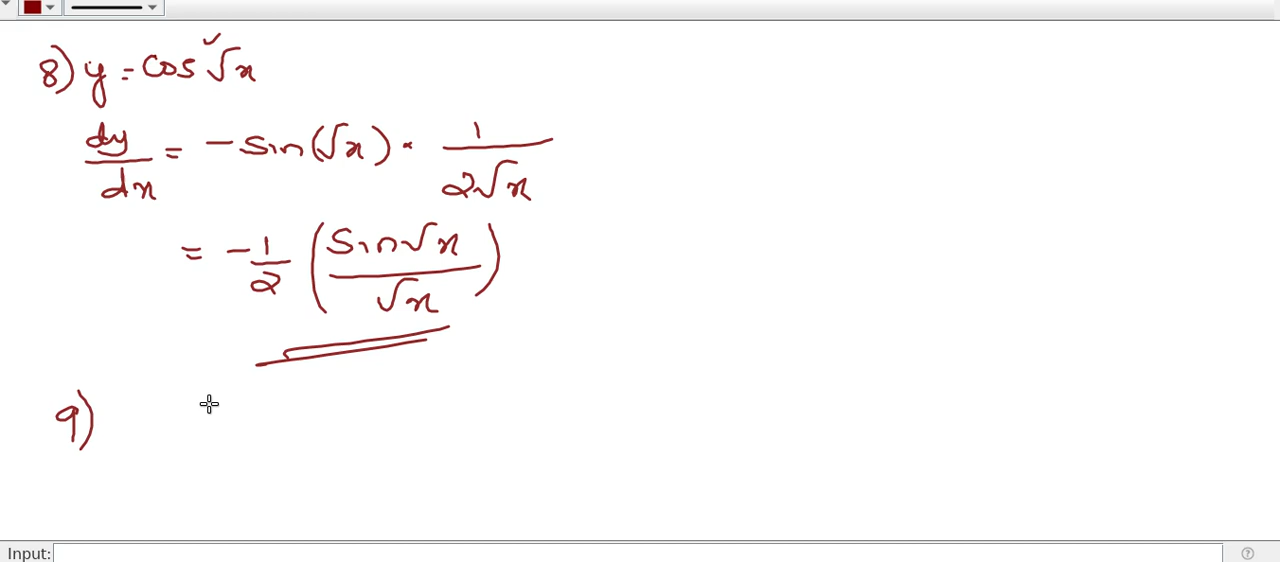 8) y = cos √x
dy/dx = - sin(√x) · 1/2√x
= -1/2 (sin√x/√x)
9)
Input: